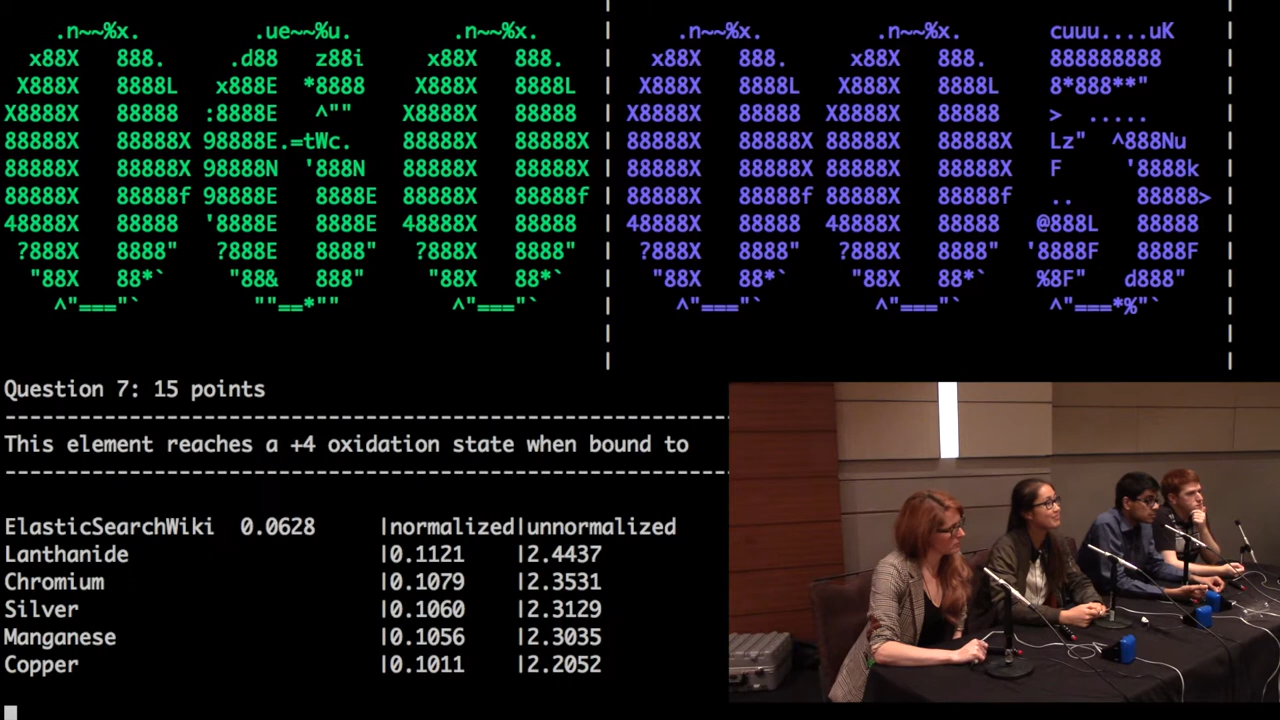 060 005
Question 7: 15 points
This element reaches a +4 oxidation state when bound to
ElasticSearchWiki 0.0628 |normalized|unnormalized
Lanthanide |0.1121 |2.4437
Chromium |0.1079 |2.3531
Silver |0.1060 |2.3129
Manganese |0.1056 |2.3035
Copper |0.1011 |2.2052